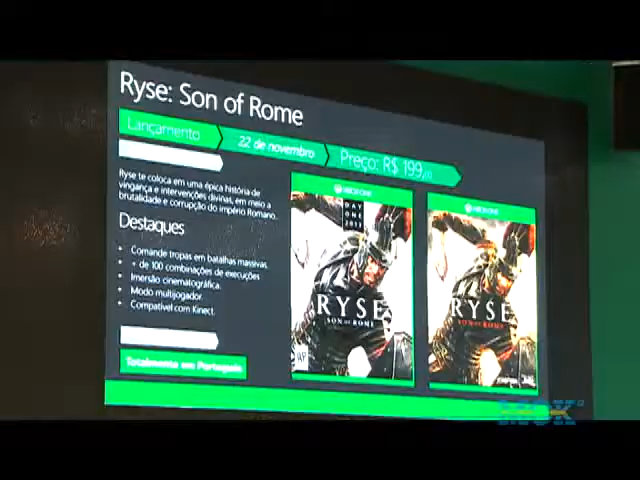 Ryse: Son of Rome
Lançamento
22 de novembro
Preço: R$ 199,00
Ryse te coloca em uma épica história de
vingança e intervenções divinas, em meio a
brutalidade e corrupção do império Romano.
Destaques
• Comande tropas em batalhas massivas.
• + de 100 combinações de execuções
• Imersão cinematográfica.
• Modo multijogador.
• Compatível com Kinect.
Totalmente em Português
XBOX ONE
DAY
ONE
2013
RYSE
SON OF ROME
XBOX ONE
RYSE
SON OF ROME